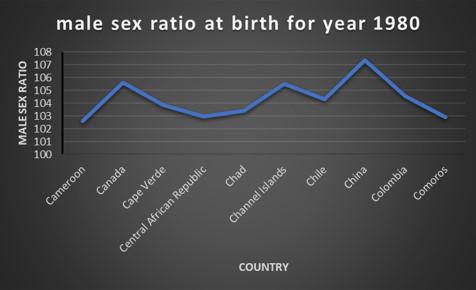 male sex ratio at birth for year 1980
MALE SEX RATIO
108
107
106
105
104
103
102
101
100
Cameroon
Canada
Cape Verde
Central African Republic
Chad
Channel Islands
Chile
China
Colombia
Comoros
COUNTRY